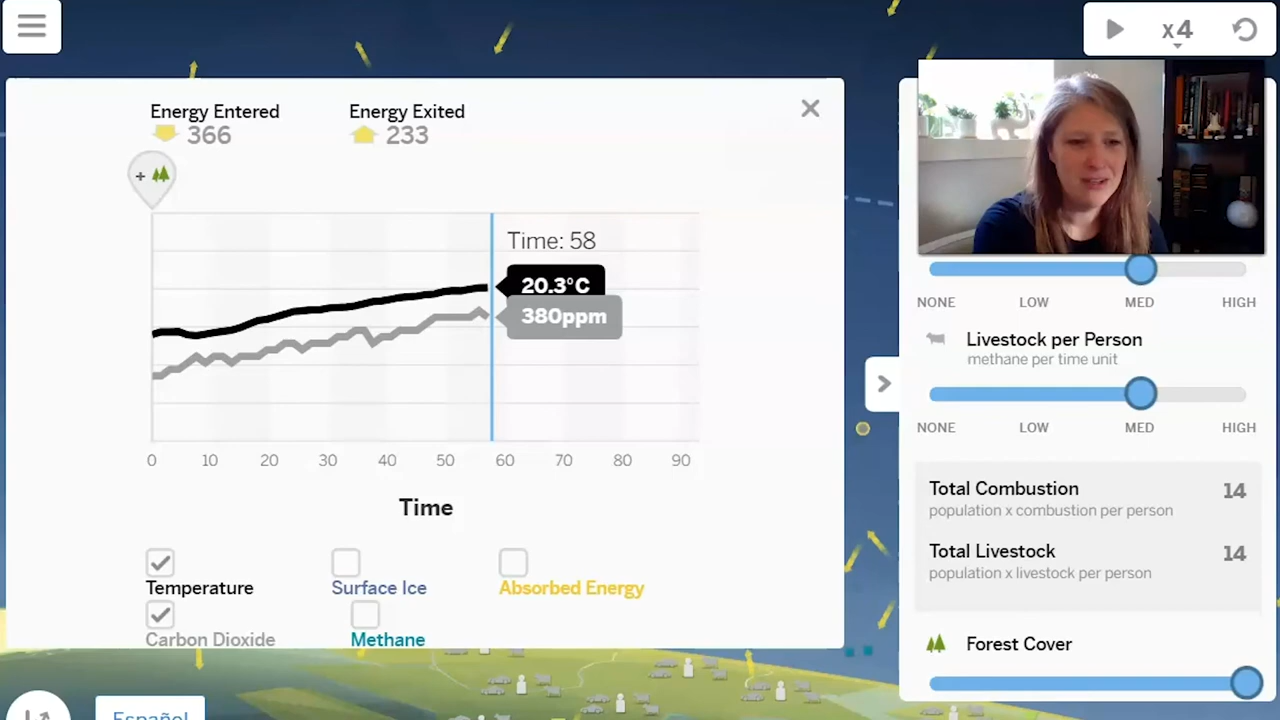 x4
Energy Entered
366
Energy Exited
233
+
Time: 58
20.3°C
380ppm
0 10 20 30 40 50 60 70 80 90
Time
Temperature
Surface Ice
Absorbed Energy
Carbon Dioxide
Methane
NONE LOW MED HIGH
Livestock per Person
methane per time unit
NONE LOW MED HIGH
Total Combustion
14
population x combustion per person
Total Livestock
14
population x livestock per person
Forest Cover
Español